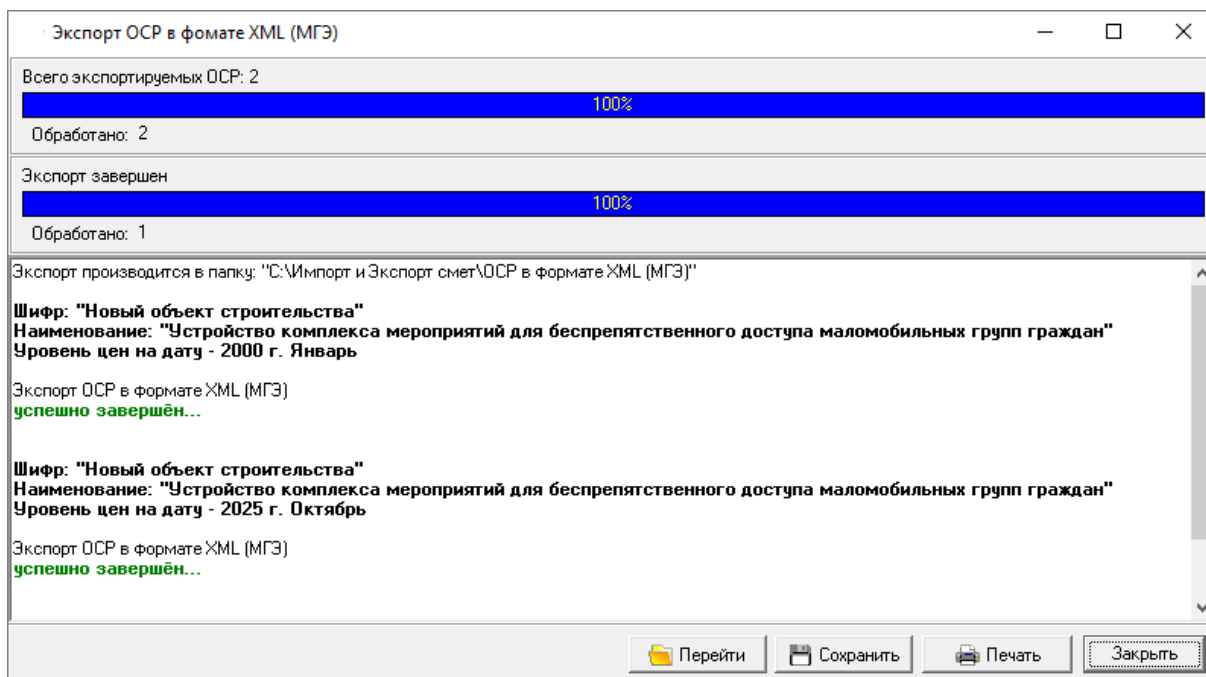 Экспорт ОСР в фомате XML (МГЭ)
Всего экспортируемых ОСР: 2
100%
Обработано: 2
Экспорт завершен
100%
Обработано: 1
Экспорт производится в папку: "C:\Импорт и Экспорт смет\ОСР в формате XML (МГЭ)"
Шифр: "Новый объект строительства"
Наименование: "Устройство комплекса мероприятий для беспрепятственного доступа маломобильных групп граждан"
Уровень цен на дату - 2000 г. Январь
Экспорт ОСР в формате XML (МГЭ)
успешно завершён...
Шифр: "Новый объект строительства"
Наименование: "Устройство комплекса мероприятий для беспрепятственного доступа маломобильных групп граждан"
Уровень цен на дату - 2025 г. Октябрь
Экспорт ОСР в формате XML (МГЭ)
успешно завершён...
Перейти Сохранить Печать Закрыть